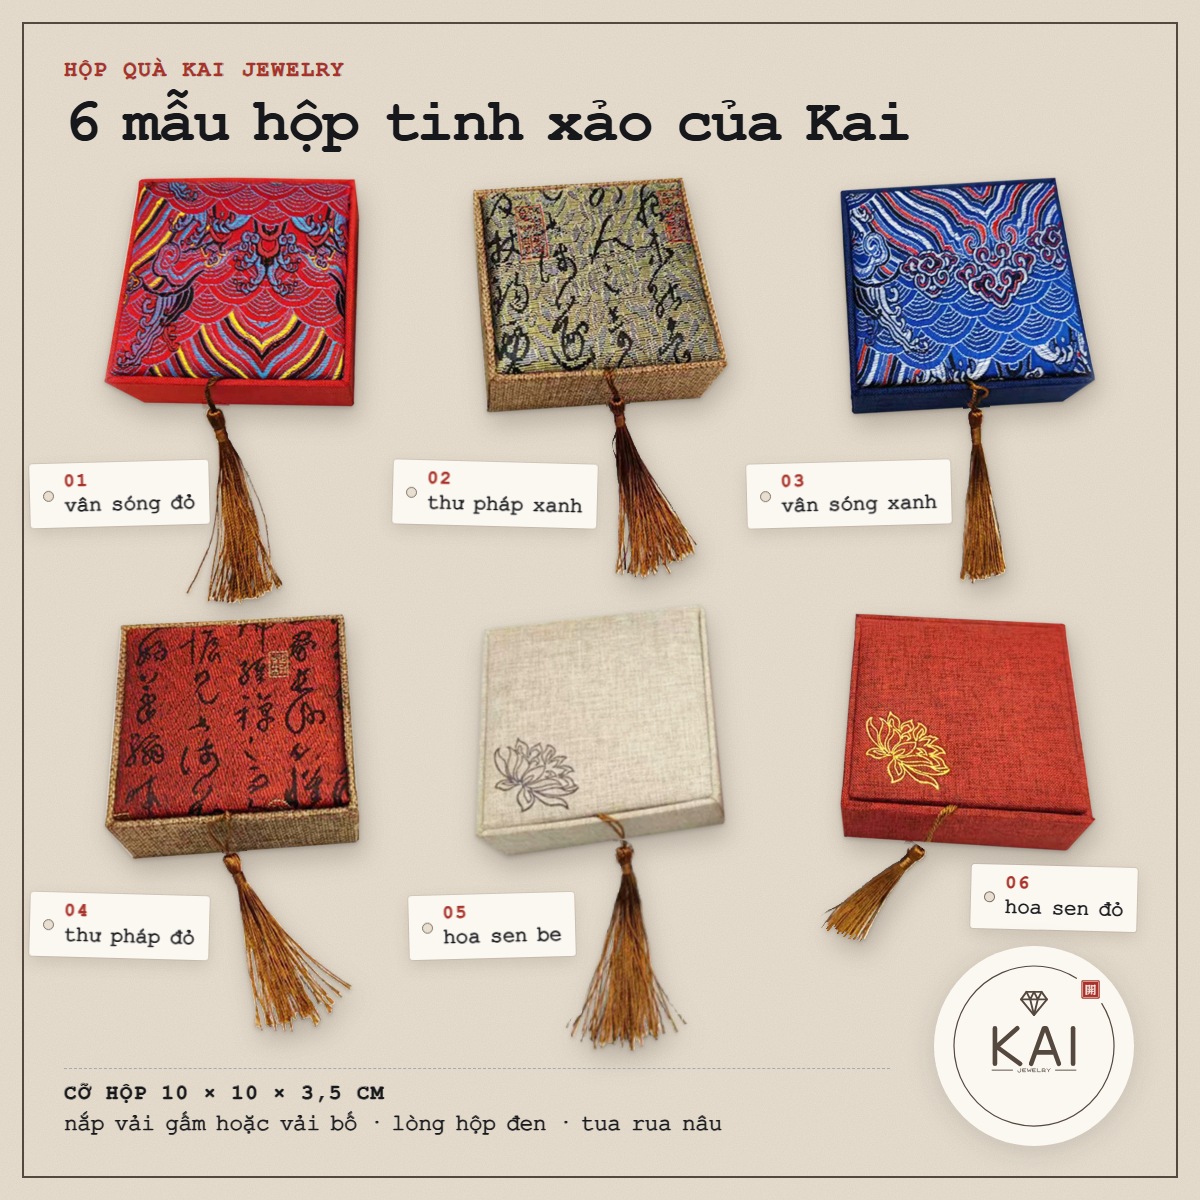 HỘP QUÀ KAI JEWELRY
6 mẫu hộp tinh xảo của Kai
01
vân sóng đỏ
02
thư pháp xanh
03
vân sóng xanh
04
thư pháp đỏ
05
hoa sen be
06
hoa sen đỏ
開
KAI
JEWELRY
CỠ HỘP 10 × 10 × 3,5 CM
nắp vải gấm hoặc vải bố · lòng hộp đen · tua rua nâu